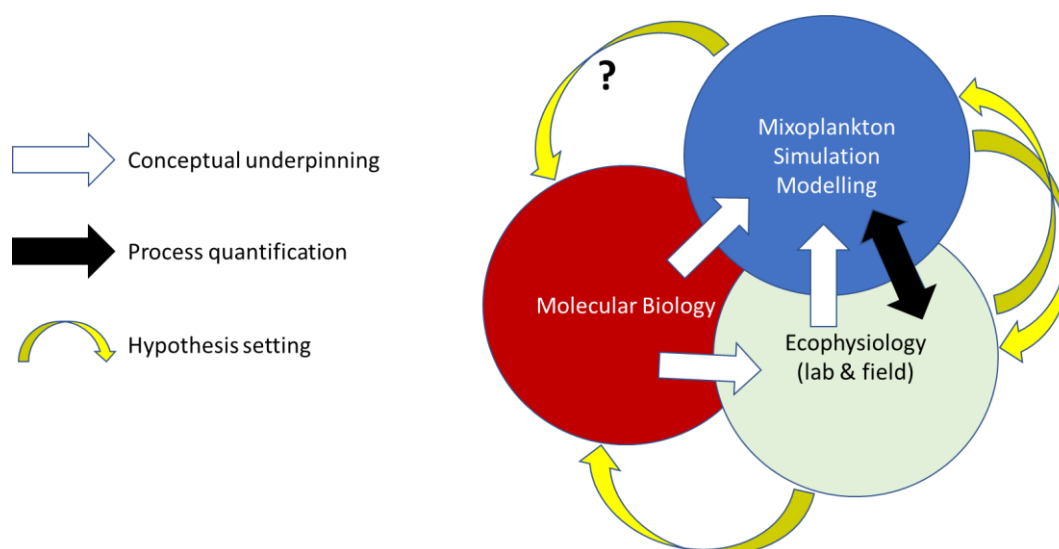 Conceptual underpinning
Process quantification
Hypothesis setting
?
Mixoplankton
Simulation
Modelling
Molecular Biology
Ecophysiology
(lab & field)